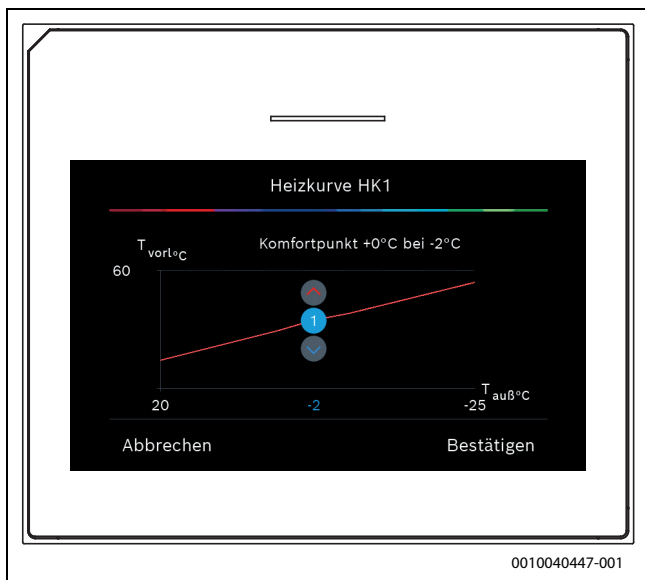 Heizkurve HK1
Komfortpunkt +0°C bei -2°C
T vorl°C
60
1
T auß°C
20 -2 -25
Abbrechen Bestätigen
0010040447-001